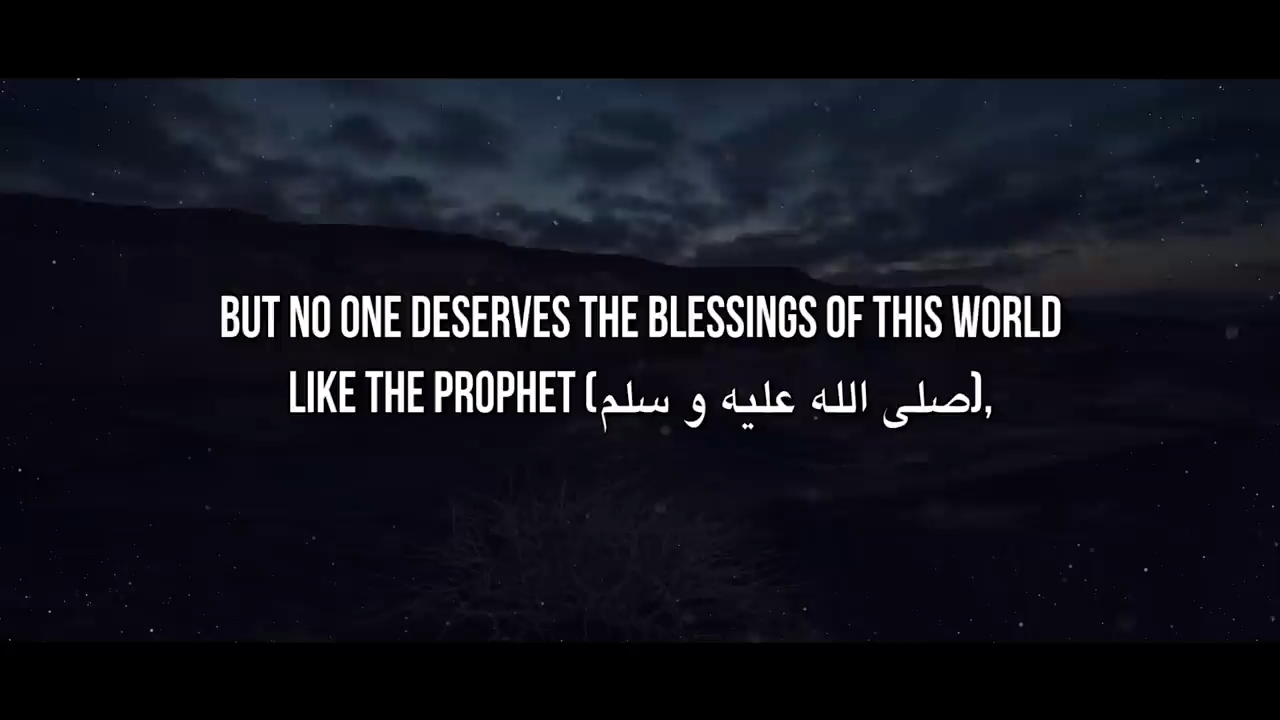 BUT NO ONE DESERVES THE BLESSINGS OF THIS WORLD
LIKE THE PROPHET (صلى الله عليه و سلم),